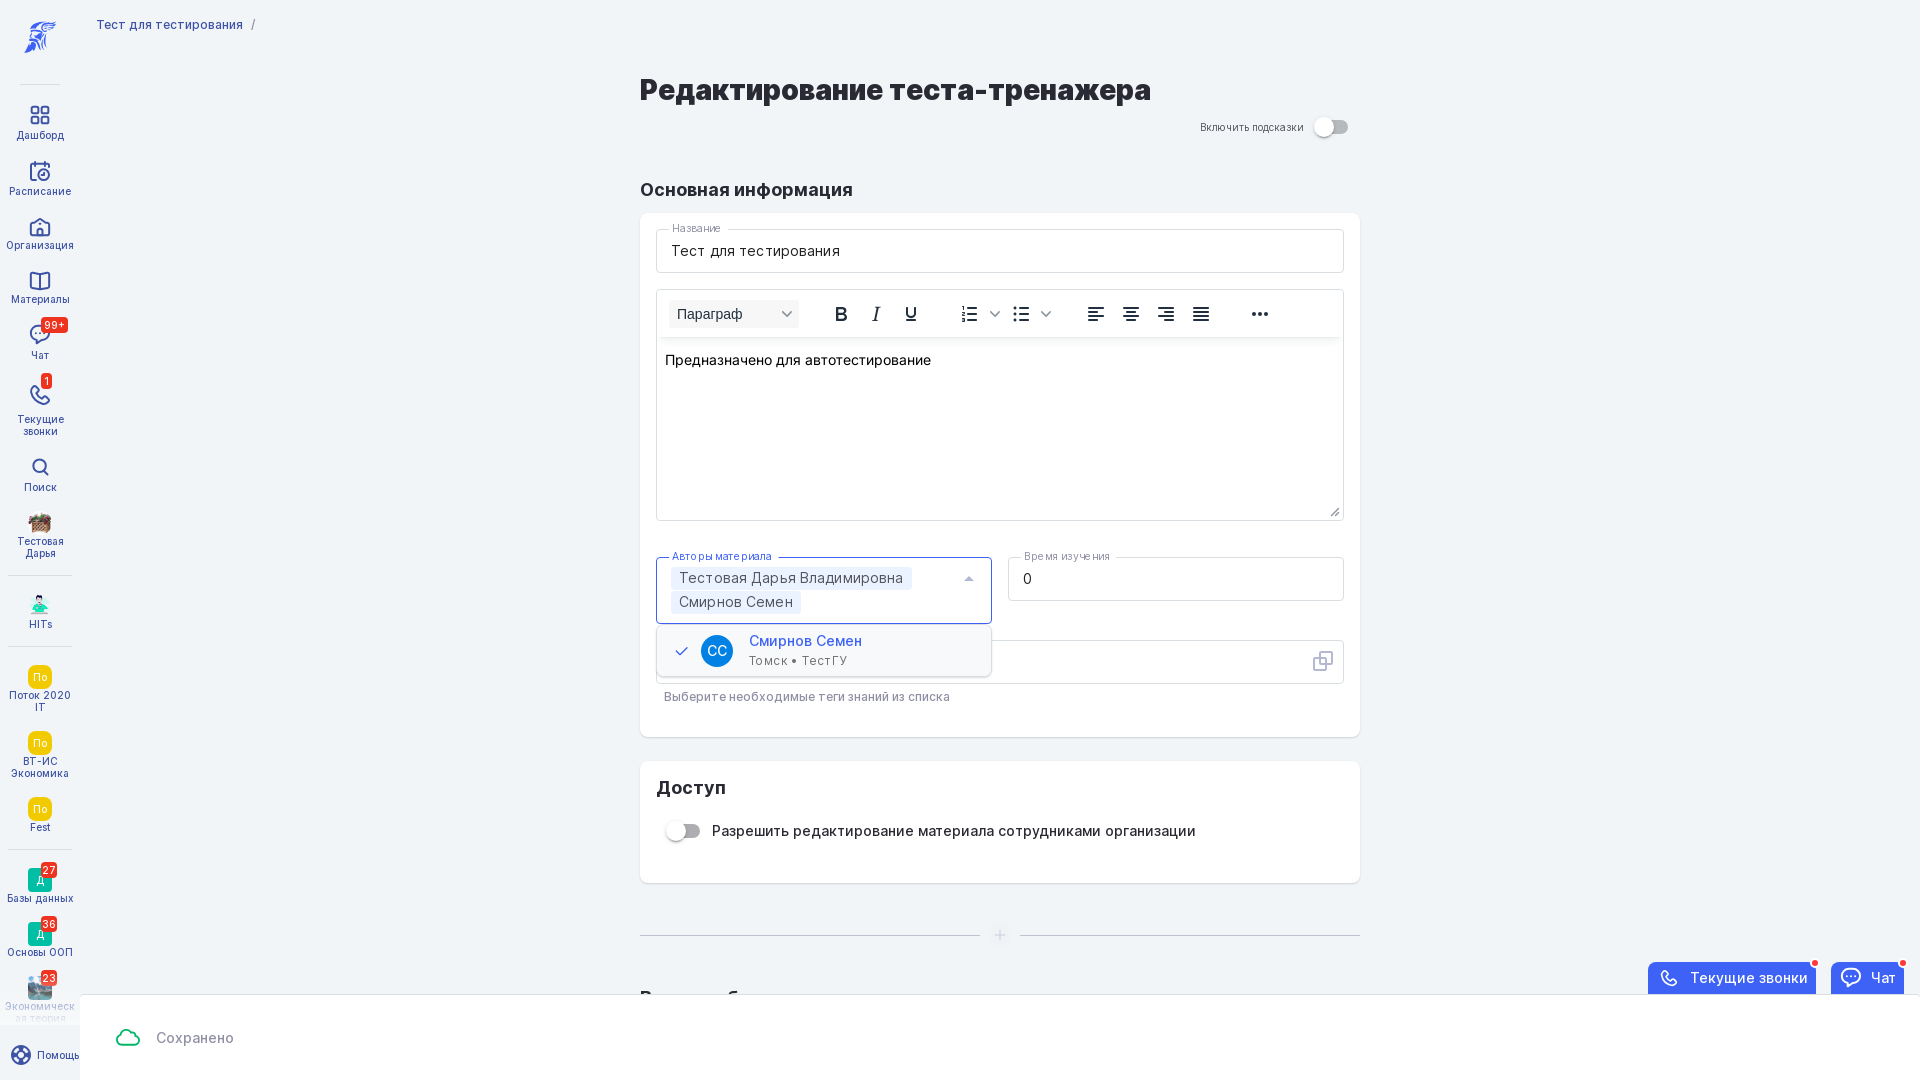 Тест для тестирования /
Редактирование теста-тренажера
Включить подсказки
Дашборд
Расписание
Организация
Материалы
99+
Чат
1
Текущие
звонки
Поиск
Тестовая
Дарья
HITs
По
Поток 2020
IT
По
ВТ-ИС
Экономика
По
Fest
27
Д
Базы данных
36
Д
Основы ООП
23
Экономическ
ая теория
Помощь
Основная информация
Название
Тест для тестирования
Параграф
Предназначено для автотестирование
Авторы материала
Тестовая Дарья Владимировна
Смирнов Семен
Время изучения
0
СС
Смирнов Семен
Томск • ТестГУ
Выберите необходимые теги знаний из списка
Доступ
Разрешить редактирование материала сотрудниками организации
Текущие звонки
Чат
Сохранено